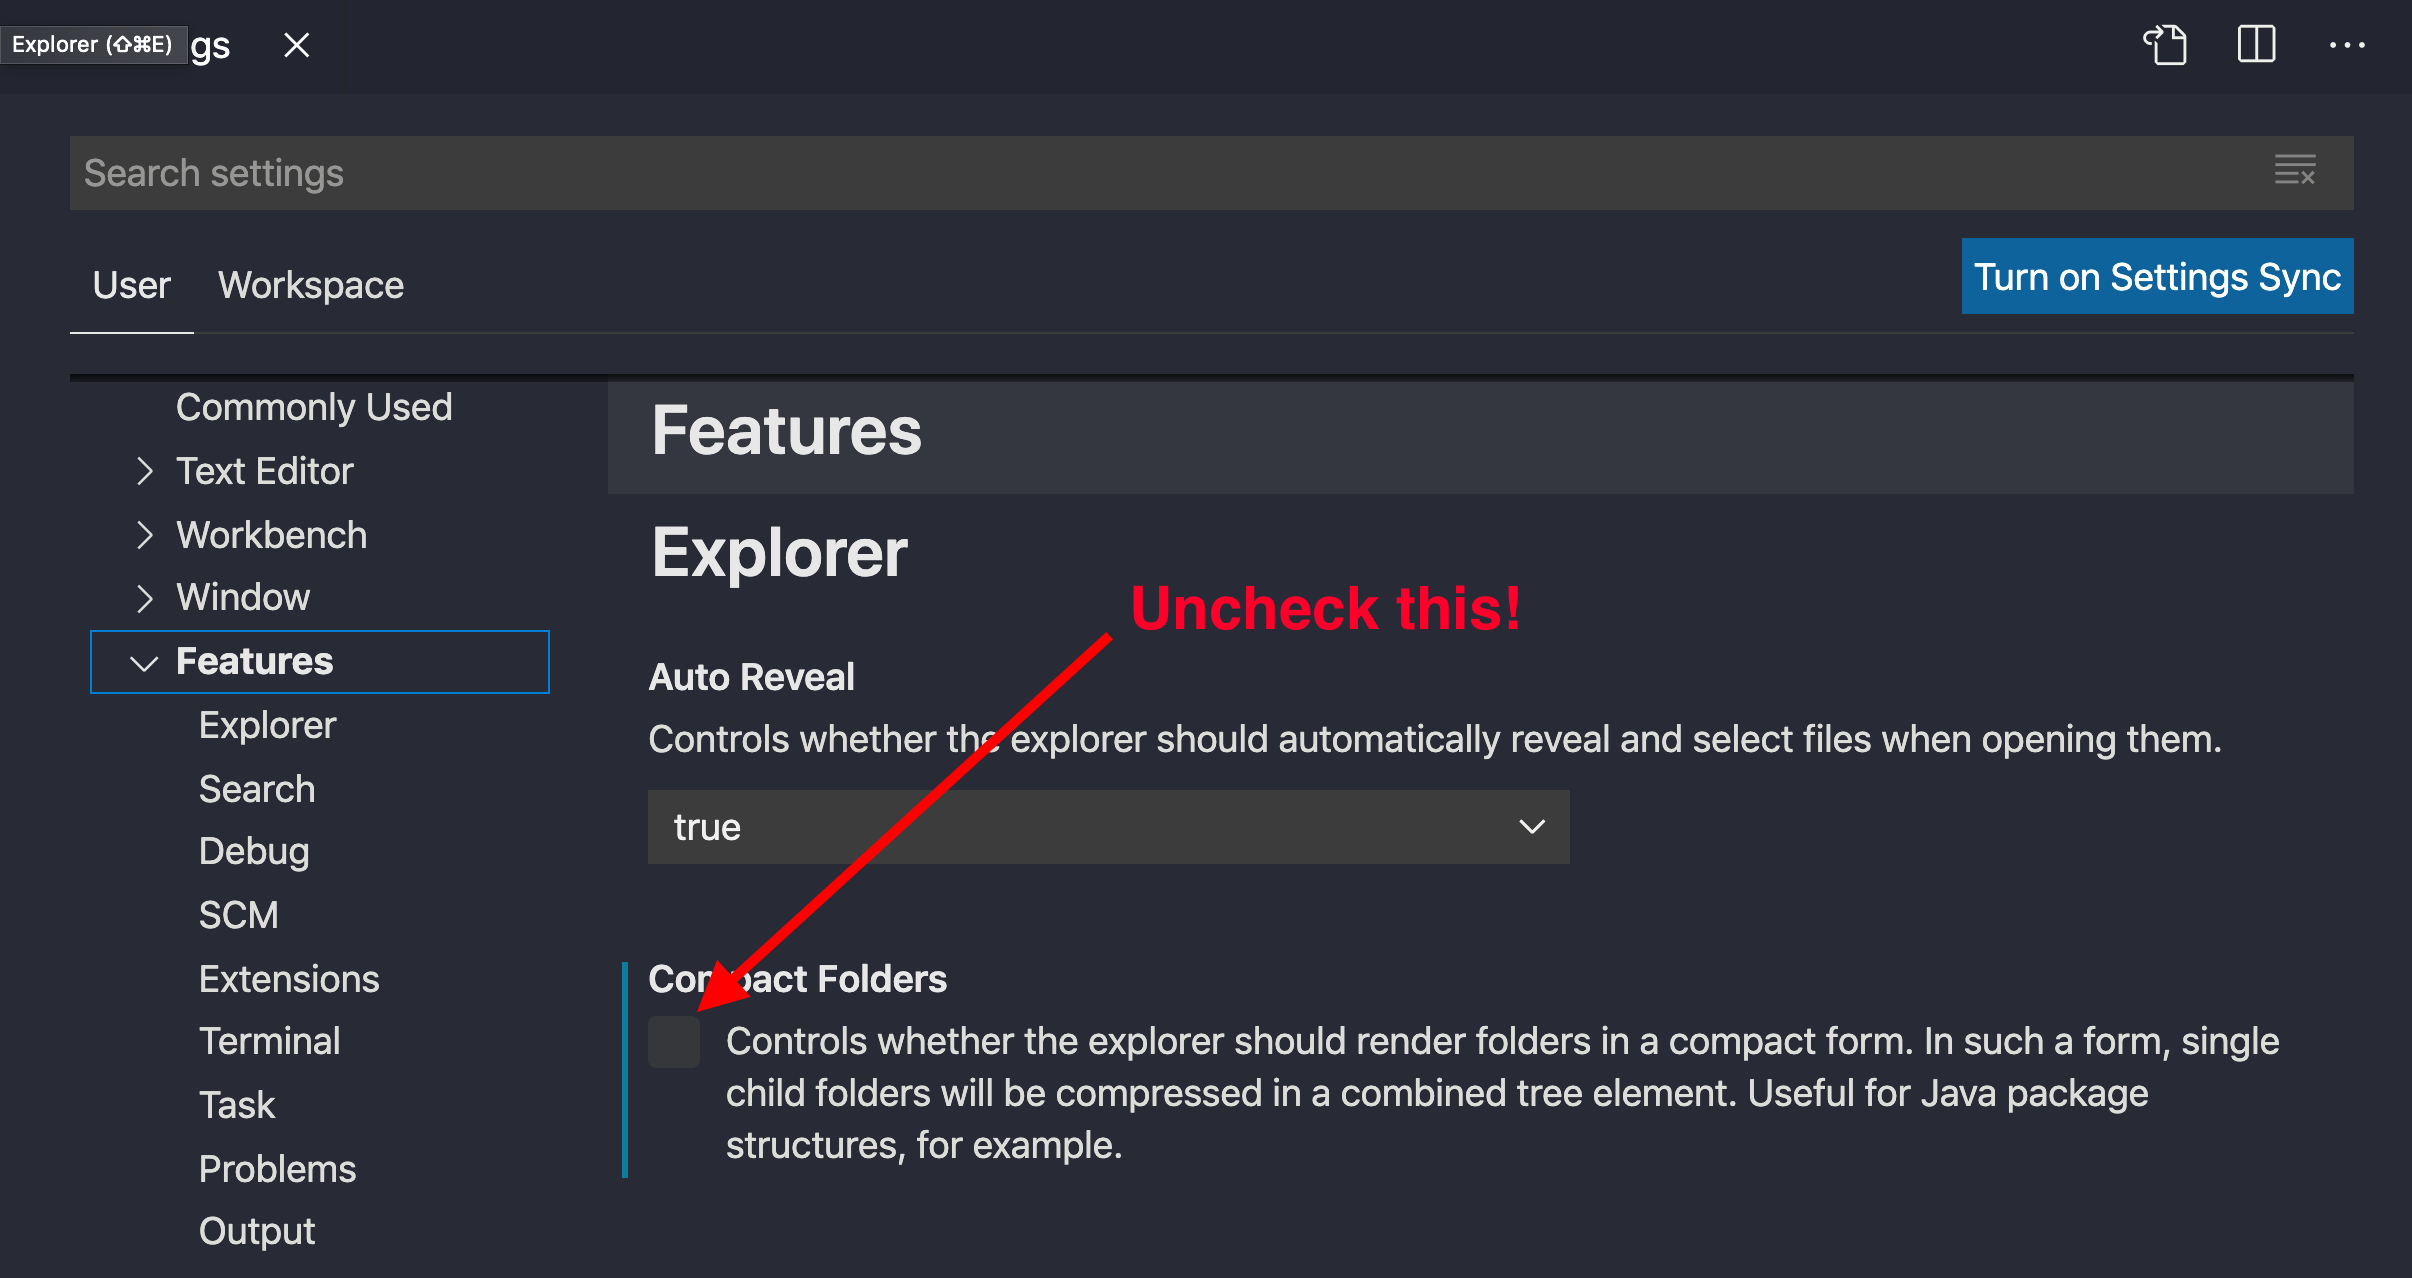 Explorer (⇧⌘E) gs
Search settings
User Workspace
Turn on Settings Sync
Commonly Used
Text Editor
Workbench
Window
Features
Explorer
Search
Debug
SCM
Extensions
Terminal
Task
Problems
Output
Features
Explorer
Uncheck this!
Auto Reveal
Controls whether the explorer should automatically reveal and select files when opening them.
true
Compact Folders
Controls whether the explorer should render folders in a compact form. In such a form, single
child folders will be compressed in a combined tree element. Useful for Java package
structures, for example.